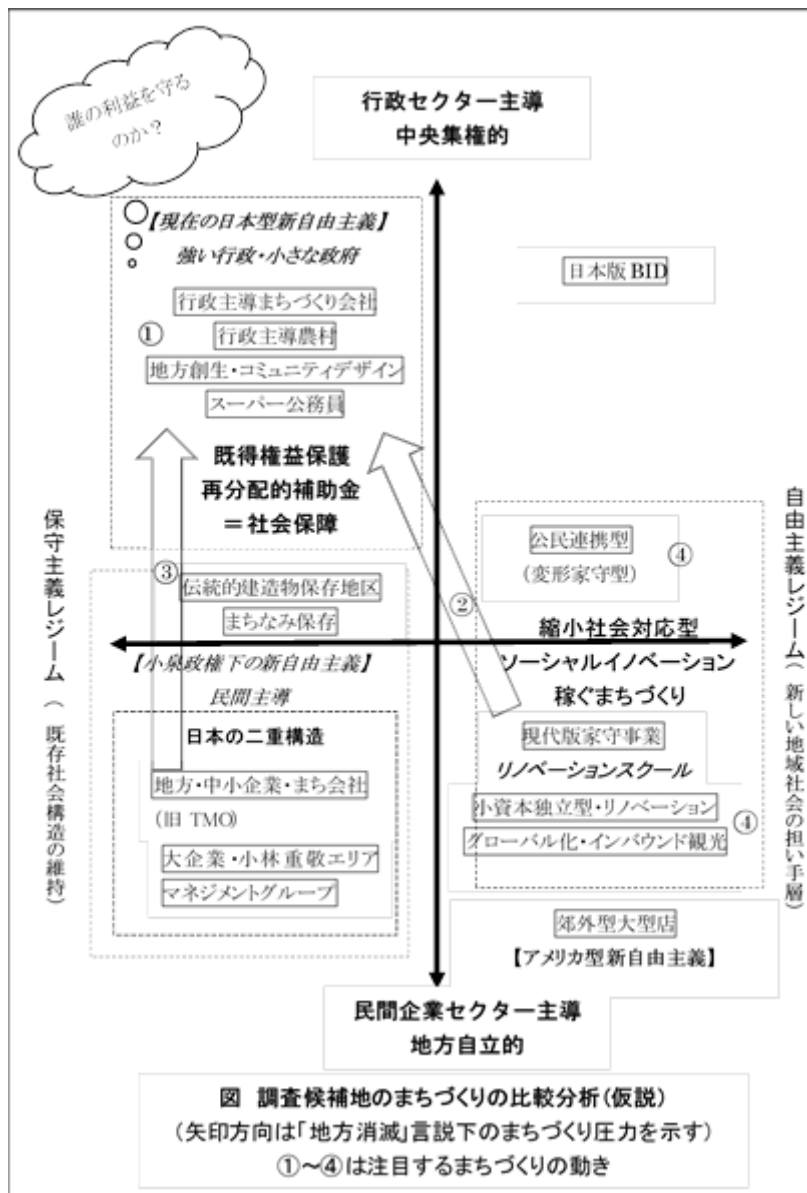 誰の利益を守る
のか？
行政セクター主導
中央集権的
【現在の日本型新自由主義】
強い行政・小さな政府
日本版 BID
行政主導まちづくり会社
①
行政主導農村
地方創生・コミュニティデザイン
スーパー公務員
既得権益保護
再分配的補助金
＝社会保障
保守主義レジーム（既存社会構造の維持）
自由主義レジーム（新しい地域社会の担い手層）
公民連携型
④
（変形家守型）
③
伝統的建造物保存地区
まちなみ保存
②
縮小社会対応型
ソーシャルイノベーション
稼ぐまちづくり
【小泉政権下の新自由主義】
民間主導
日本の二重構造
現代版家守事業
リノベーションスクール
地方・中小企業・まち会社
（旧 TMO）
小資本独立型・リノベーション
④
グローバル化・インバウンド観光
大企業・小林重敬エリア
マネジメントグループ
郊外型大型店
【アメリカ型新自由主義】
民間企業セクター主導
地方自立的
図 調査候補地のまちづくりの比較分析（仮説）
（矢印方向は「地方消滅」言説下のまちづくり圧力を示す）
①～④は注目するまちづくりの動き